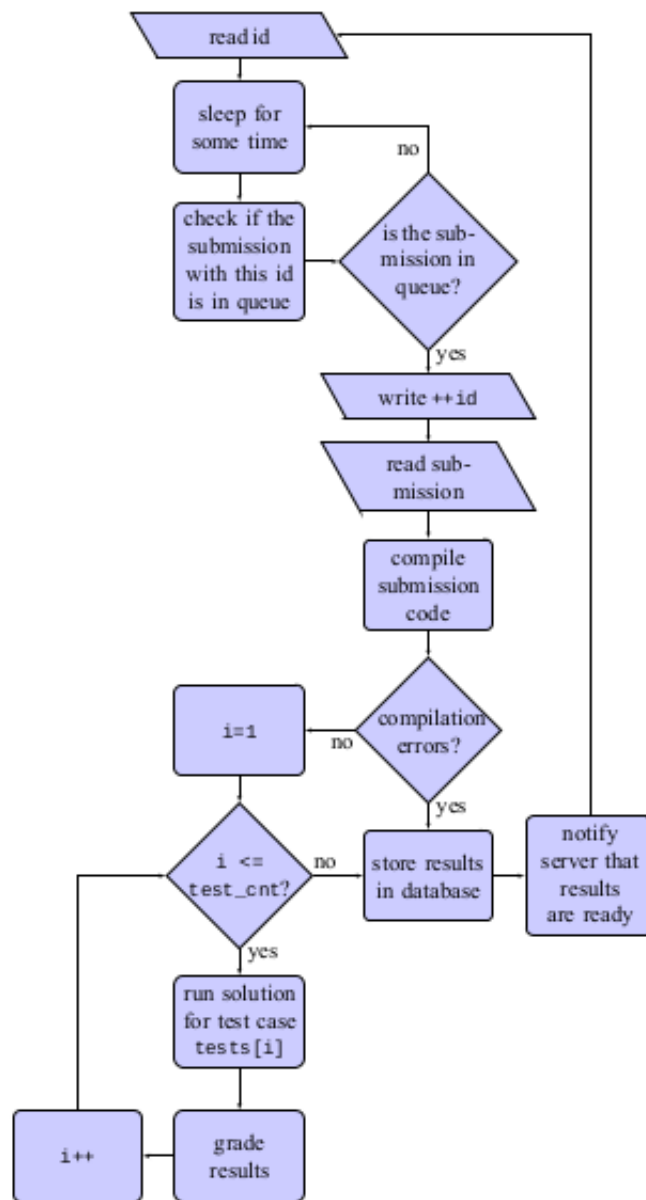 read id
sleep for
some time
no
check if the
submission
with this id
is in queue
is the sub-
mission in
queue?
yes
write ++id
read sub-
mission
compile
submission
code
compilation
errors?
no
i=1
yes
i <=
test_cnt?
no
store results
in database
notify
server that
results
are ready
yes
run solution
for test case
tests[i]
grade
results
i++